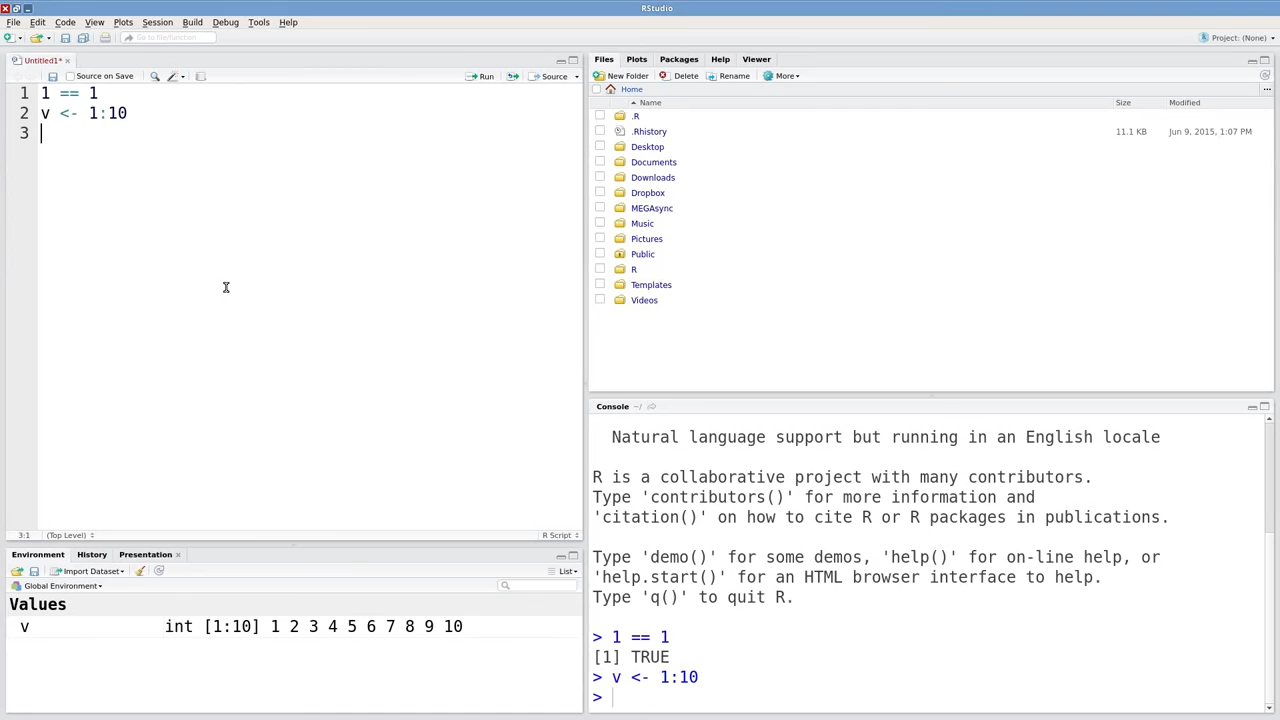 RStudio
File Edit Code View Plots Session Build Debug Tools Help
Go to file/function
Project: (None)
Untitled1*
Source on Save
Run
Source
1 1 == 1
2 v <- 1:10
3
3:1 (Top Level) R Script
Environment History Presentation
Import Dataset List
Global Environment
Values
v int [1:10] 1 2 3 4 5 6 7 8 9 10
Files Plots Packages Help Viewer
New Folder Delete Rename More
Home
Name Size Modified
.R
.Rhistory 11.1 KB Jun 9, 2015, 1:07 PM
Desktop
Documents
Downloads
Dropbox
MEGAsync
Music
Pictures
Public
R
Templates
Videos
Console ~/
Natural language support but running in an English locale
R is a collaborative project with many contributors.
Type 'contributors()' for more information and
'citation()' on how to cite R or R packages in publications.
Type 'demo()' for some demos, 'help()' for on-line help, or
'help.start()' for an HTML browser interface to help.
Type 'q()' to quit R.
> 1 == 1
[1] TRUE
> v <- 1:10
>